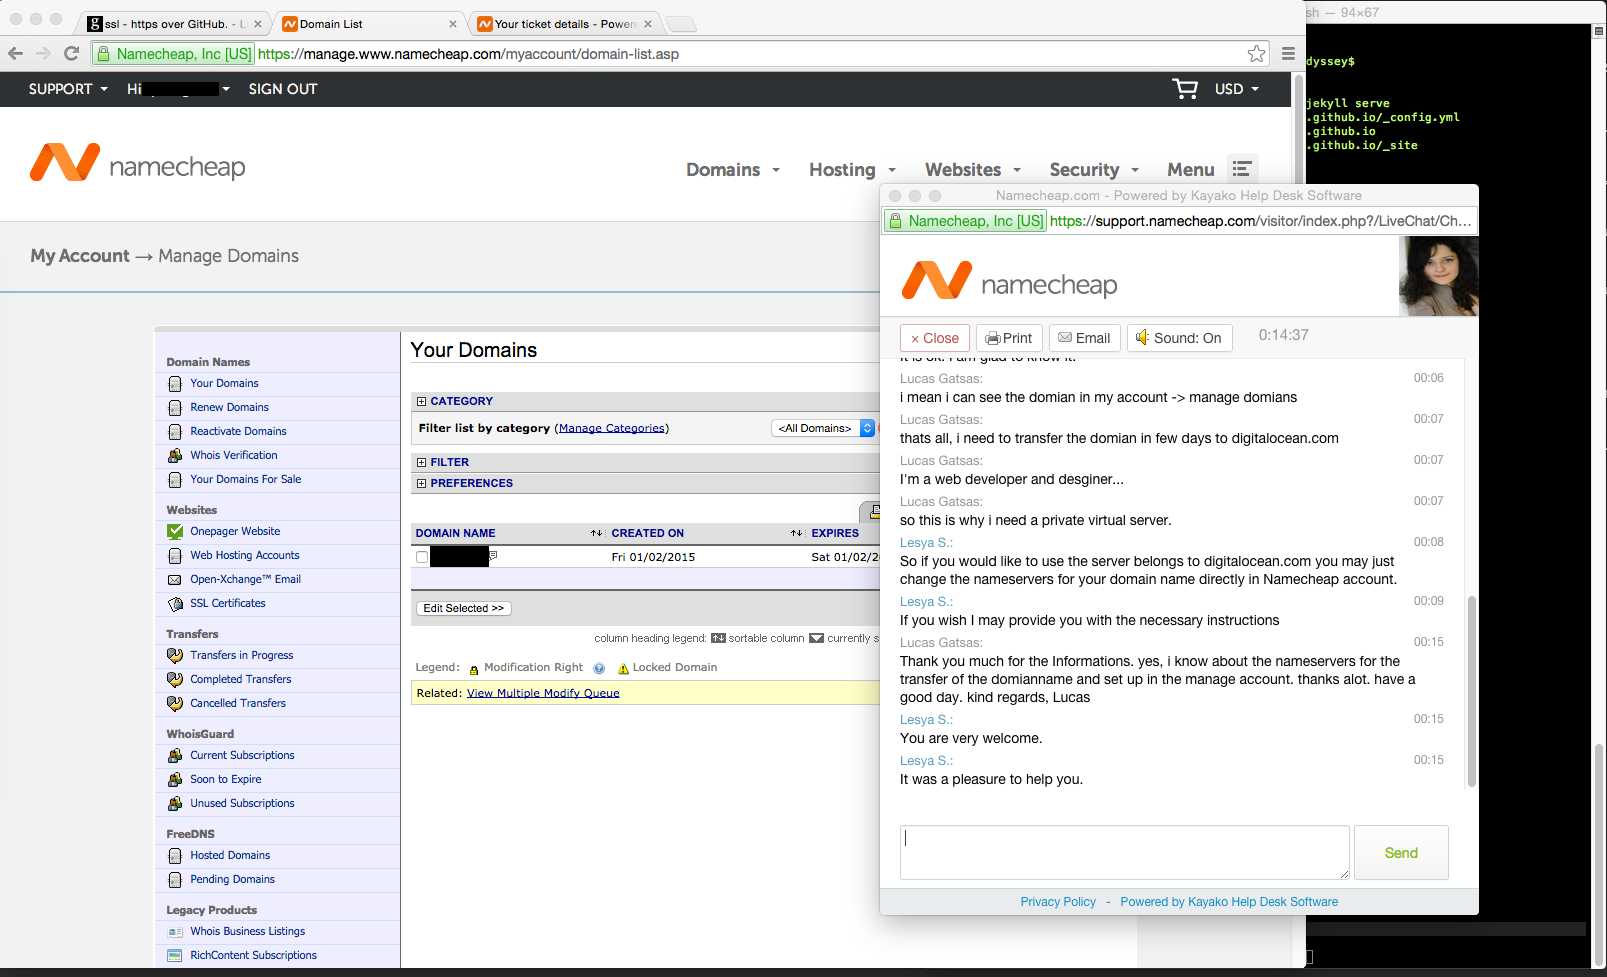 ssl - https over GitHub. - 
Domain List
Your ticket details - Powere
sh — 94×67
Namecheap, Inc [US] https://manage.www.namecheap.com/myaccount/domain-list.asp
SUPPORT Hi SIGN OUT USD
dyssey$
jekyll serve
.github.io/_config.yml
.github.io
.github.io/_site
namecheap
Domains Hosting Websites Security Menu
My Account → Manage Domains
Domain Names
Your Domains
Renew Domains
Reactivate Domains
Whois Verification
Your Domains For Sale
Websites
Onepager Website
Web Hosting Accounts
Open-Xchange™ Email
SSL Certificates
Transfers
Transfers in Progress
Completed Transfers
Cancelled Transfers
WhoisGuard
Current Subscriptions
Soon to Expire
Unused Subscriptions
FreeDNS
Hosted Domains
Pending Domains
Legacy Products
Whois Business Listings
RichContent Subscriptions
Your Domains
CATEGORY
Filter list by category (Manage Categories) <All Domains>
FILTER
PREFERENCES
DOMAIN NAME CREATED ON EXPIRES
Fri 01/02/2015 Sat 01/02/2
Edit Selected >>
column heading legend: sortable column currently s
Legend: Modification Right Locked Domain
Related: View Multiple Modify Queue
Namecheap.com - Powered by Kayako Help Desk Software
Namecheap, Inc [US] https://support.namecheap.com/visitor/index.php?/LiveChat/Ch...
namecheap
× Close Print Email Sound: On 0:14:37
It is ok. I am glad to know it.
Lucas Gatsas: 00:06
i mean i can see the domian in my account -> manage domians
Lucas Gatsas: 00:07
thats all, i need to transfer the domian in few days to digitalocean.com
Lucas Gatsas: 00:07
I'm a web developer and desginer...
Lucas Gatsas: 00:07
so this is why i need a private virtual server.
Lesya S.: 00:08
So if you would like to use the server belongs to digitalocean.com you may just
change the nameservers for your domain name directly in Namecheap account.
Lesya S.: 00:09
If you wish I may provide you with the necessary instructions
Lucas Gatsas: 00:15
Thank you much for the Informations. yes, i know about the nameservers for the
transfer of the domianname and set up in the manage account. thanks alot. have a
good day. kind regards, Lucas
Lesya S.: 00:15
You are very welcome.
Lesya S.: 00:15
It was a pleasure to help you.
Send
Privacy Policy - Powered by Kayako Help Desk Software